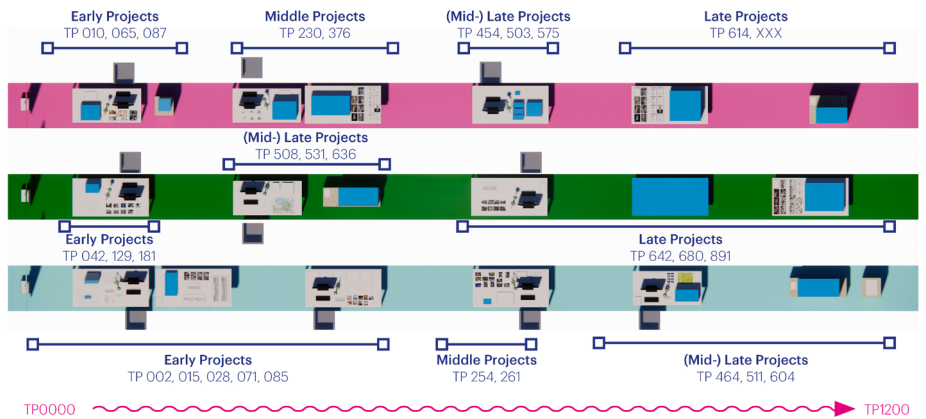 Early Projects
TP 010, 065, 087
Middle Projects
TP 230, 376
(Mid-) Late Projects
TP 454, 503, 575
Late Projects
TP 614, XXX
(Mid-) Late Projects
TP 508, 531, 636
Early Projects
TP 042, 129, 181
Late Projects
TP 642, 680, 891
Early Projects
TP 002, 015, 028, 071, 085
Middle Projects
TP 254, 261
(Mid-) Late Projects
TP 464, 511, 604
TP0000
TP1200